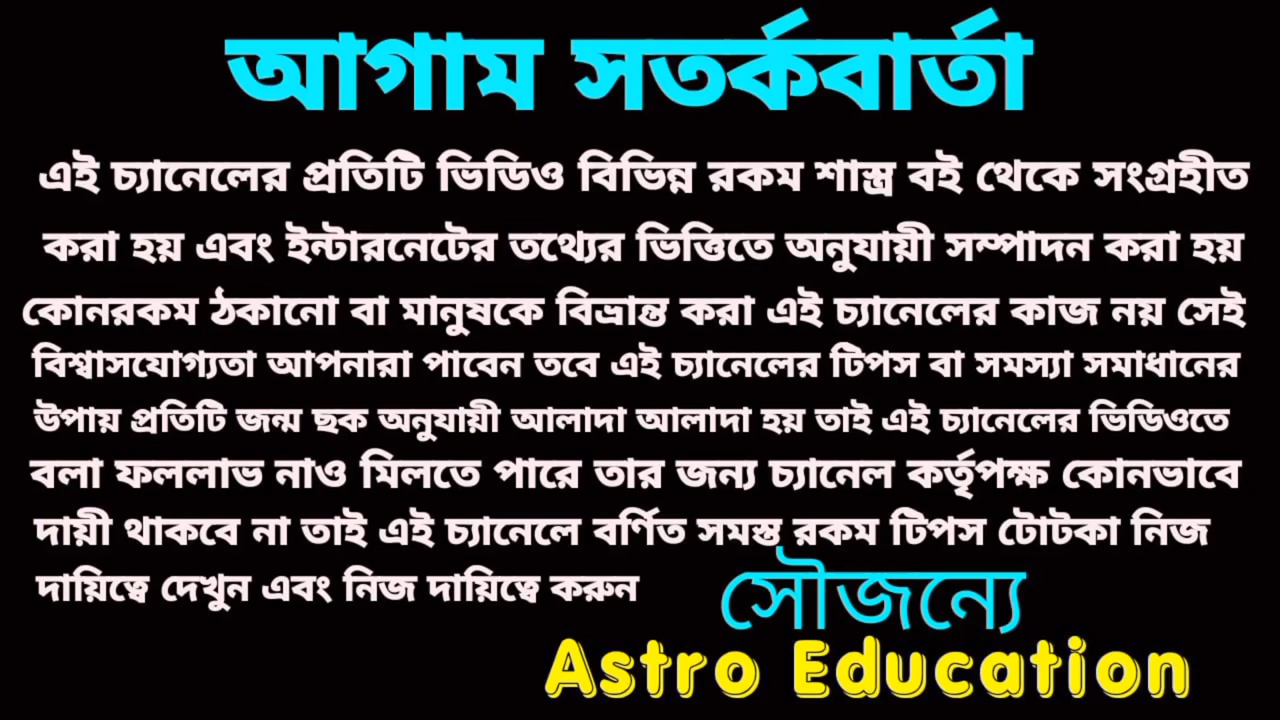 আগাম সতর্কবার্তা
এই চ্যানেলের প্রতিটি ভিডিও বিভিন্ন রকম শাস্ত্র বই থেকে সংগ্রহীত
করা হয় এবং ইন্টারনেটের তথ্যের ভিত্তিতে অনুযায়ী সম্পাদন করা হয়
কোনরকম ঠকানো বা মানুষকে বিভ্রান্ত করা এই চ্যানেলের কাজ নয় সেই
বিশ্বাসযোগ্যতা আপনারা পাবেন তবে এই চ্যানেলের টিপস বা সমস্যা সমাধানের
উপায় প্রতিটি জন্ম ছক অনুযায়ী আলাদা আলাদা হয় তাই এই চ্যানেলের ভিডিওতে
বলা ফললাভ নাও মিলতে পারে তার জন্য চ্যানেল কর্তৃপক্ষ কোনভাবে
দায়ী থাকবে না তাই এই চ্যানেলে বর্ণিত সমস্ত রকম টিপস টোটকা নিজ
দায়িত্বে দেখুন এবং নিজ দায়িত্বে করুন
সৌজন্যে
Astro Education